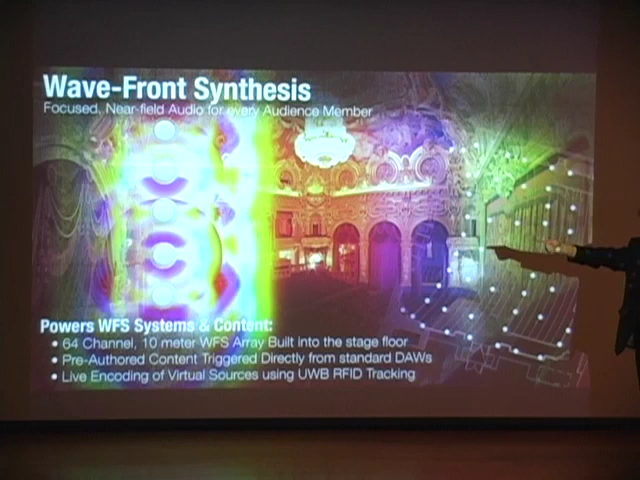 Wave-Front Synthesis
Focused, Near-field Audio for every Audience Member
Powers WFS Systems & Content:
• 64 Channel, 10 meter WFS Array Built into the stage floor
• Pre-Authored Content Triggered Directly from standard DAWs
• Live Encoding of Virtual Sources using UWB RFID Tracking